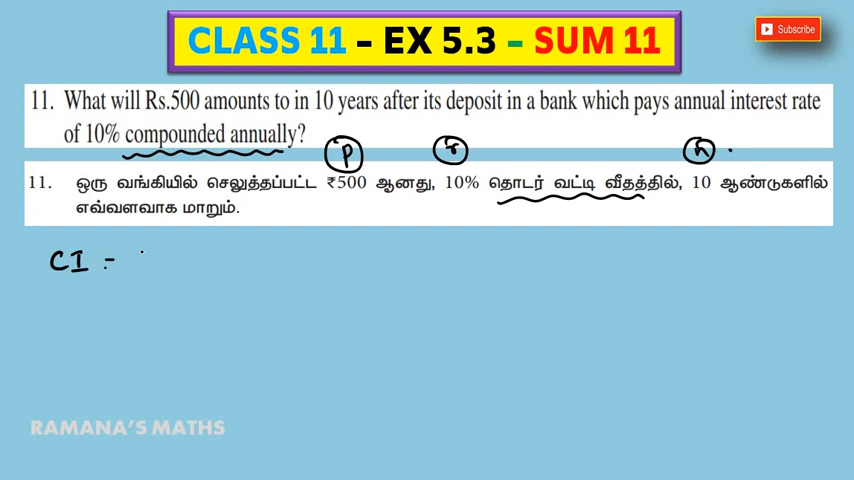 CLASS 11 – EX 5.3 – SUM 11
Subscribe
11. What will Rs.500 amounts to in 10 years after its deposit in a bank which pays annual interest rate
of 10% compounded annually?
P r n
11. ஒரு வங்கியில் செலுத்தப்பட்ட ₹500 ஆனது, 10% தொடர் வட்டி வீதத்தில், 10 ஆண்டுகளில்
எவ்வளவாக மாறும்.
CI =
RAMANA'S MATHS